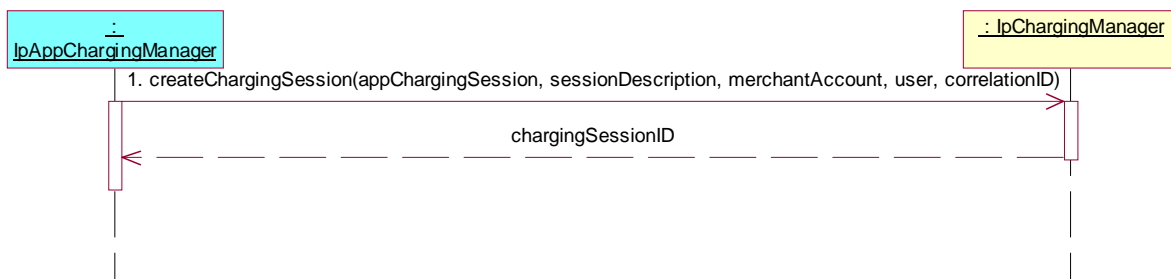 :
IpAppChargingManager
: IpChargingManager
1. createChargingSession(appChargingSession, sessionDescription, merchantAccount, user, correlationID)
chargingSessionID